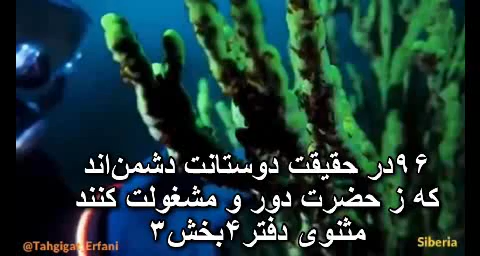 ۹۶در حقیقت دوستانت دشمن‌اند
که ز حضرت دور و مشغولت کنند
مثنوی دفتر۴بخش۳
@Tahgigat_Erfani
Siberia